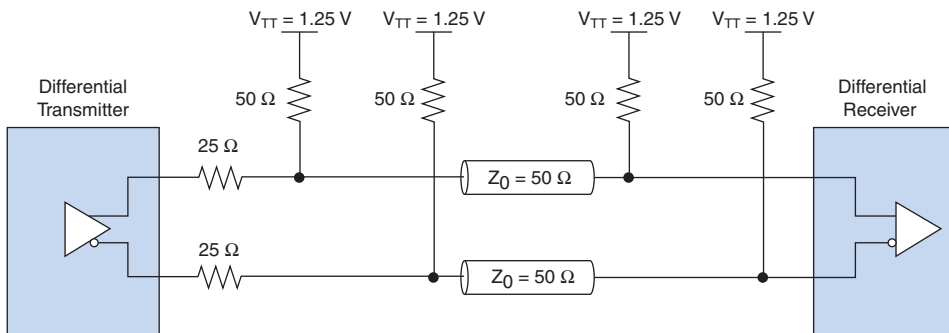 V_TT = 1.25 V V_TT = 1.25 V V_TT = 1.25 V V_TT = 1.25 V
Differential
Transmitter
50 Ω 50 Ω 50 Ω 50 Ω
Differential
Receiver
25 Ω
Z_0 = 50 Ω
25 Ω
Z_0 = 50 Ω